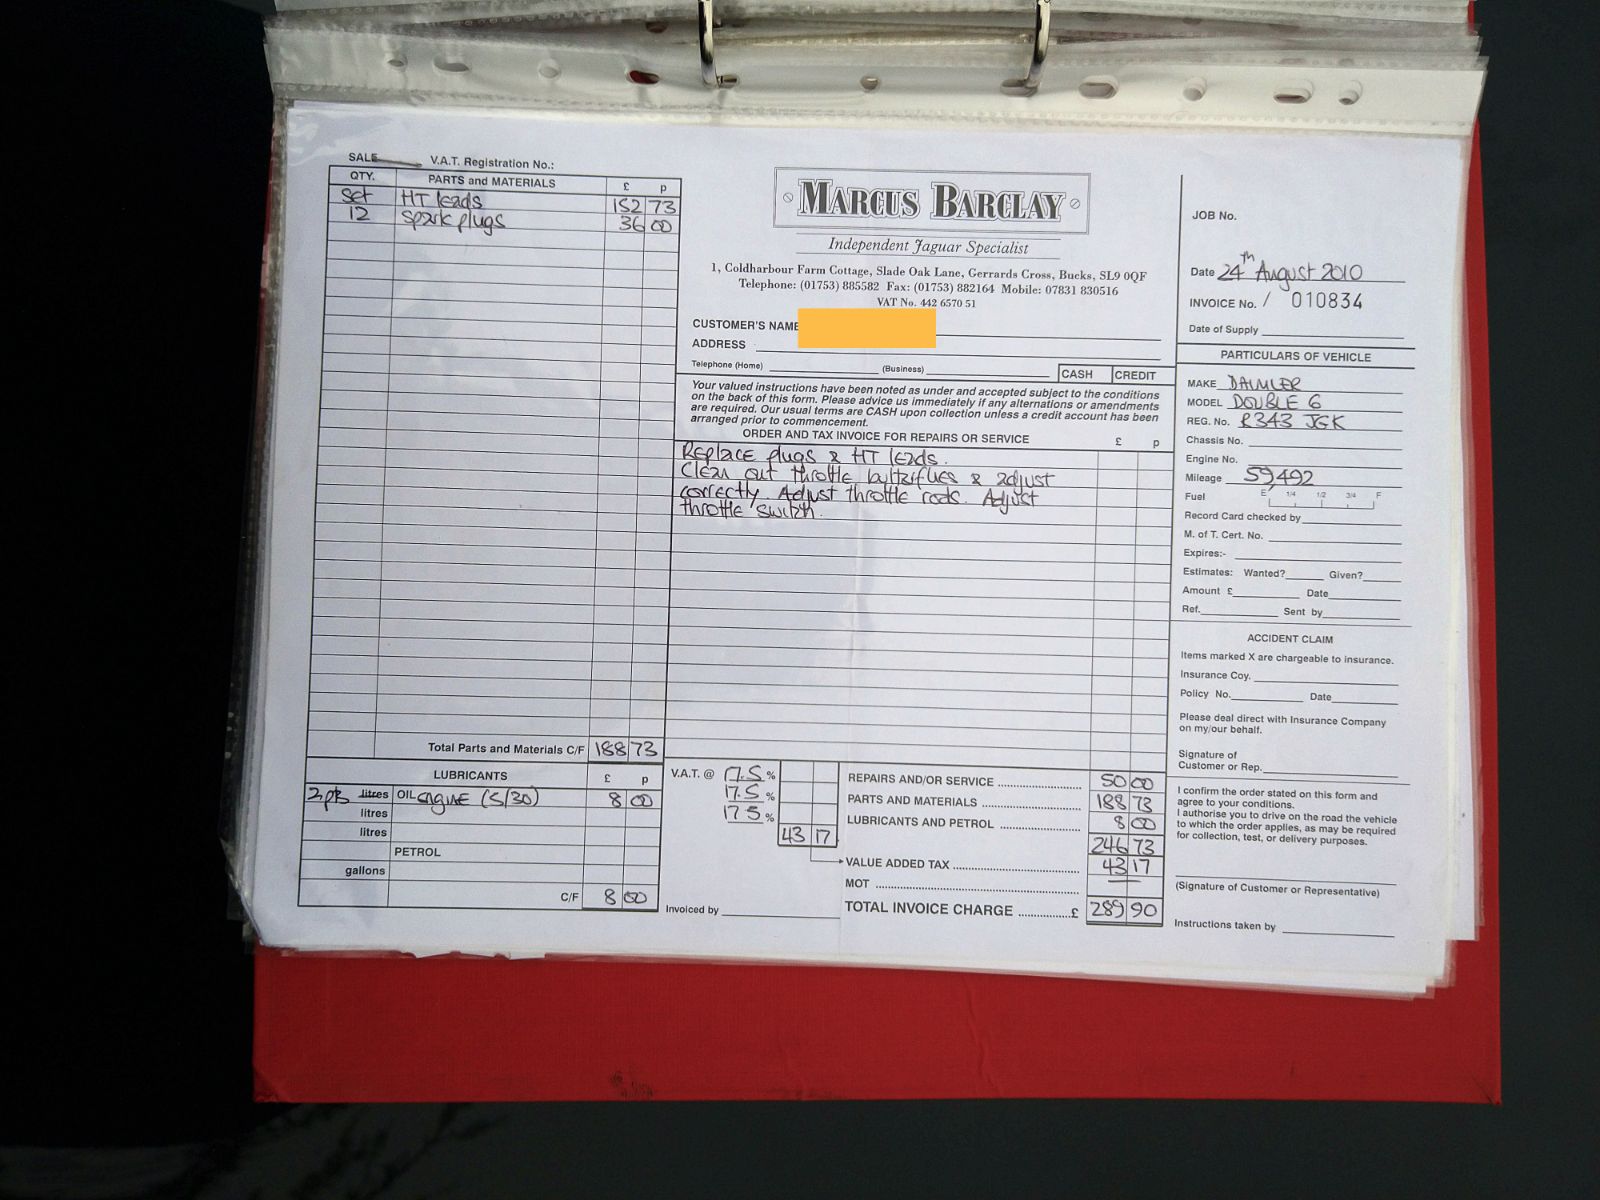 SALE V.A.T. Registration No.:
QTY. PARTS and MATERIALS £ p
Set HT leads 152 73
12 spark plugs 36 00
Total Parts and Materials C/F 188 73
LUBRICANTS £ p
2pts litres OIL engine (5/30) 8 00
litres
litres
PETROL
gallons
C/F 8 00
MARCUS BARCLAY
Independent Jaguar Specialist
1, Coldharbour Farm Cottage, Slade Oak Lane, Gerrards Cross, Bucks, SL9 0QF
Telephone: (01753) 885582 Fax: (01753) 882164 Mobile: 07831 830516
VAT No. 442 6570 51
CUSTOMER'S NAME
ADDRESS
Telephone (Home) (Business) CASH CREDIT
Your valued instructions have been noted as under and accepted subject to the conditions
on the back of this form. Please advise us immediately if any alternations or amendments
are required. Our usual terms are CASH upon collection unless a credit account has been
arranged prior to commencement.
ORDER AND TAX INVOICE FOR REPAIRS OR SERVICE £ p
Replace plugs & HT leads.
Clean out throttle butterflies & adjust
correctly. Adjust throttle rods. Adjust
throttle switch.
V.A.T. @ 17.5 %
17.5 %
17.5 %
43 17
REPAIRS AND/OR SERVICE 50 00
PARTS AND MATERIALS 188 73
LUBRICANTS AND PETROL 8 00
246 73
VALUE ADDED TAX 43 17
MOT —
TOTAL INVOICE CHARGE £ 289 90
Invoiced by
JOB No.
Date 24th August 2010
INVOICE No. / 010834
Date of Supply
PARTICULARS OF VEHICLE
MAKE DAIMLER
MODEL DOUBLE 6
REG. No. R343 JGK
Chassis No.
Engine No.
Mileage 59,492
Fuel E 1/4 1/2 3/4 F
Record Card checked by
M. of T. Cert. No.
Expires:-
Estimates: Wanted? Given?
Amount £ Date
Ref. Sent by
ACCIDENT CLAIM
Items marked X are chargeable to insurance.
Insurance Coy.
Policy No. Date
Please deal direct with Insurance Company
on my/our behalf.
Signature of
Customer or Rep.
I confirm the order stated on this form and
agree to your conditions.
I authorise you to drive on the road the vehicle
to which the order applies, as may be required
for collection, test, or delivery purposes.
(Signature of Customer or Representative)
Instructions taken by